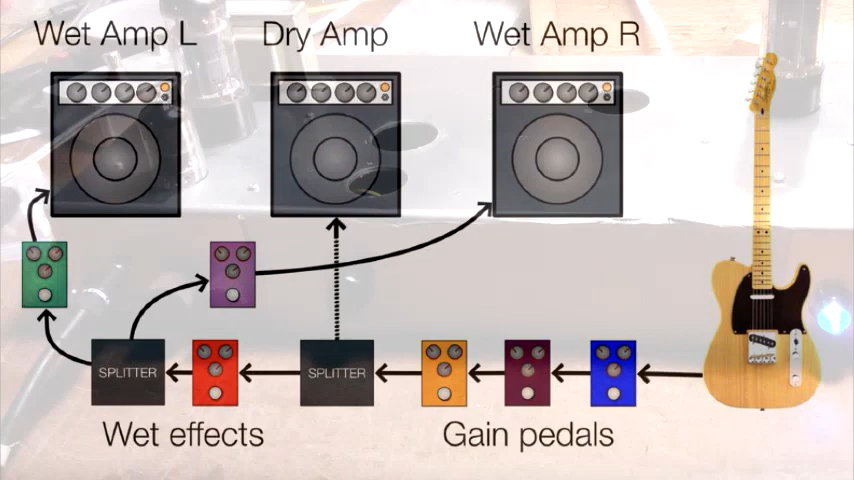 Wet Amp L
Dry Amp
Wet Amp R
SPLITTER
SPLITTER
Wet effects
Gain pedals